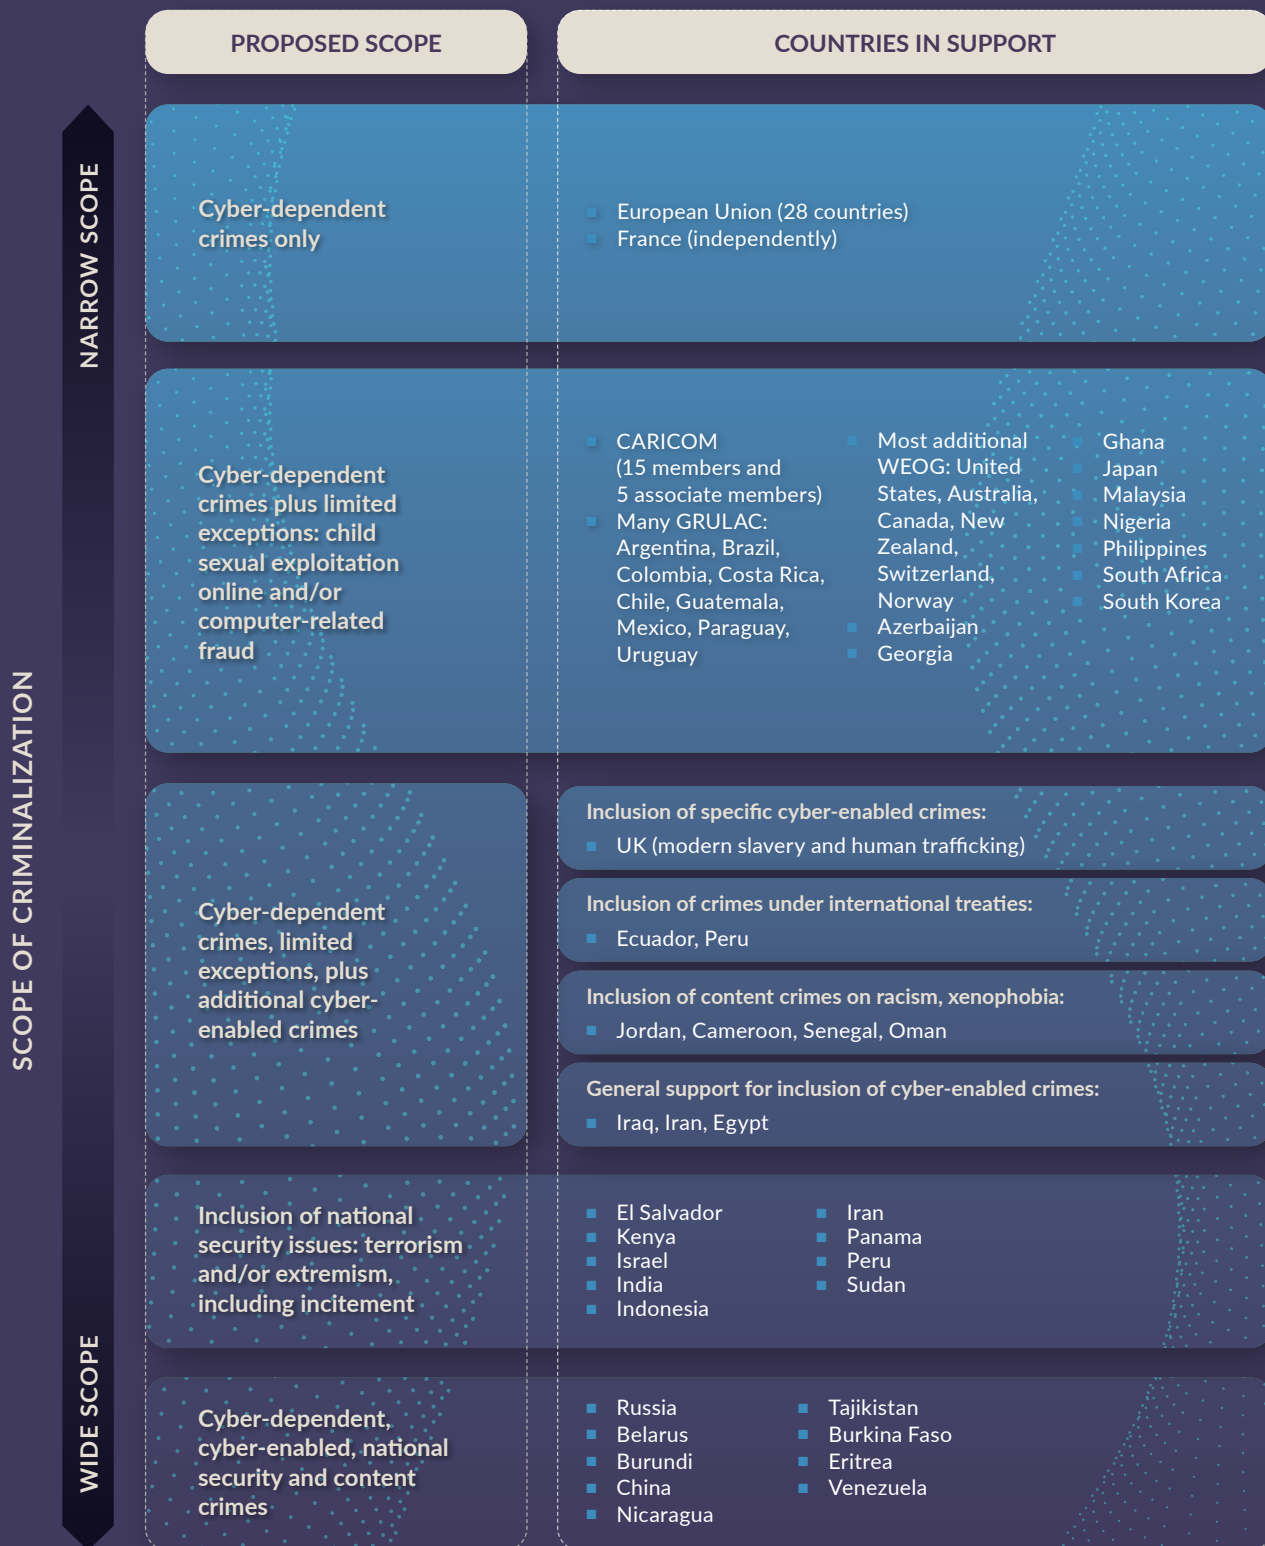 PROPOSED SCOPE
COUNTRIES IN SUPPORT
SCOPE OF CRIMINALIZATION
NARROW SCOPE
WIDE SCOPE
Cyber-dependent
crimes only
European Union (28 countries)
France (independently)
Cyber-dependent
crimes plus limited
exceptions: child
sexual exploitation
online and/or
computer-related
fraud
CARICOM
(15 members and
5 associate members)
Many GRULAC:
Argentina, Brazil,
Colombia, Costa Rica,
Chile, Guatemala,
Mexico, Paraguay,
Uruguay
Most additional
WEOG: United
States, Australia,
Canada, New
Zealand,
Switzerland,
Norway
Azerbaijan
Georgia
Ghana
Japan
Malaysia
Nigeria
Philippines
South Africa
South Korea
Cyber-dependent
crimes, limited
exceptions, plus
additional cyber-
enabled crimes
Inclusion of specific cyber-enabled crimes:
UK (modern slavery and human trafficking)
Inclusion of crimes under international treaties:
Ecuador, Peru
Inclusion of content crimes on racism, xenophobia:
Jordan, Cameroon, Senegal, Oman
General support for inclusion of cyber-enabled crimes:
Iraq, Iran, Egypt
Inclusion of national
security issues: terrorism
and/or extremism,
including incitement
El Salvador
Kenya
Israel
India
Indonesia
Iran
Panama
Peru
Sudan
Cyber-dependent,
cyber-enabled, national
security and content
crimes
Russia
Belarus
Burundi
China
Nicaragua
Tajikistan
Burkina Faso
Eritrea
Venezuela